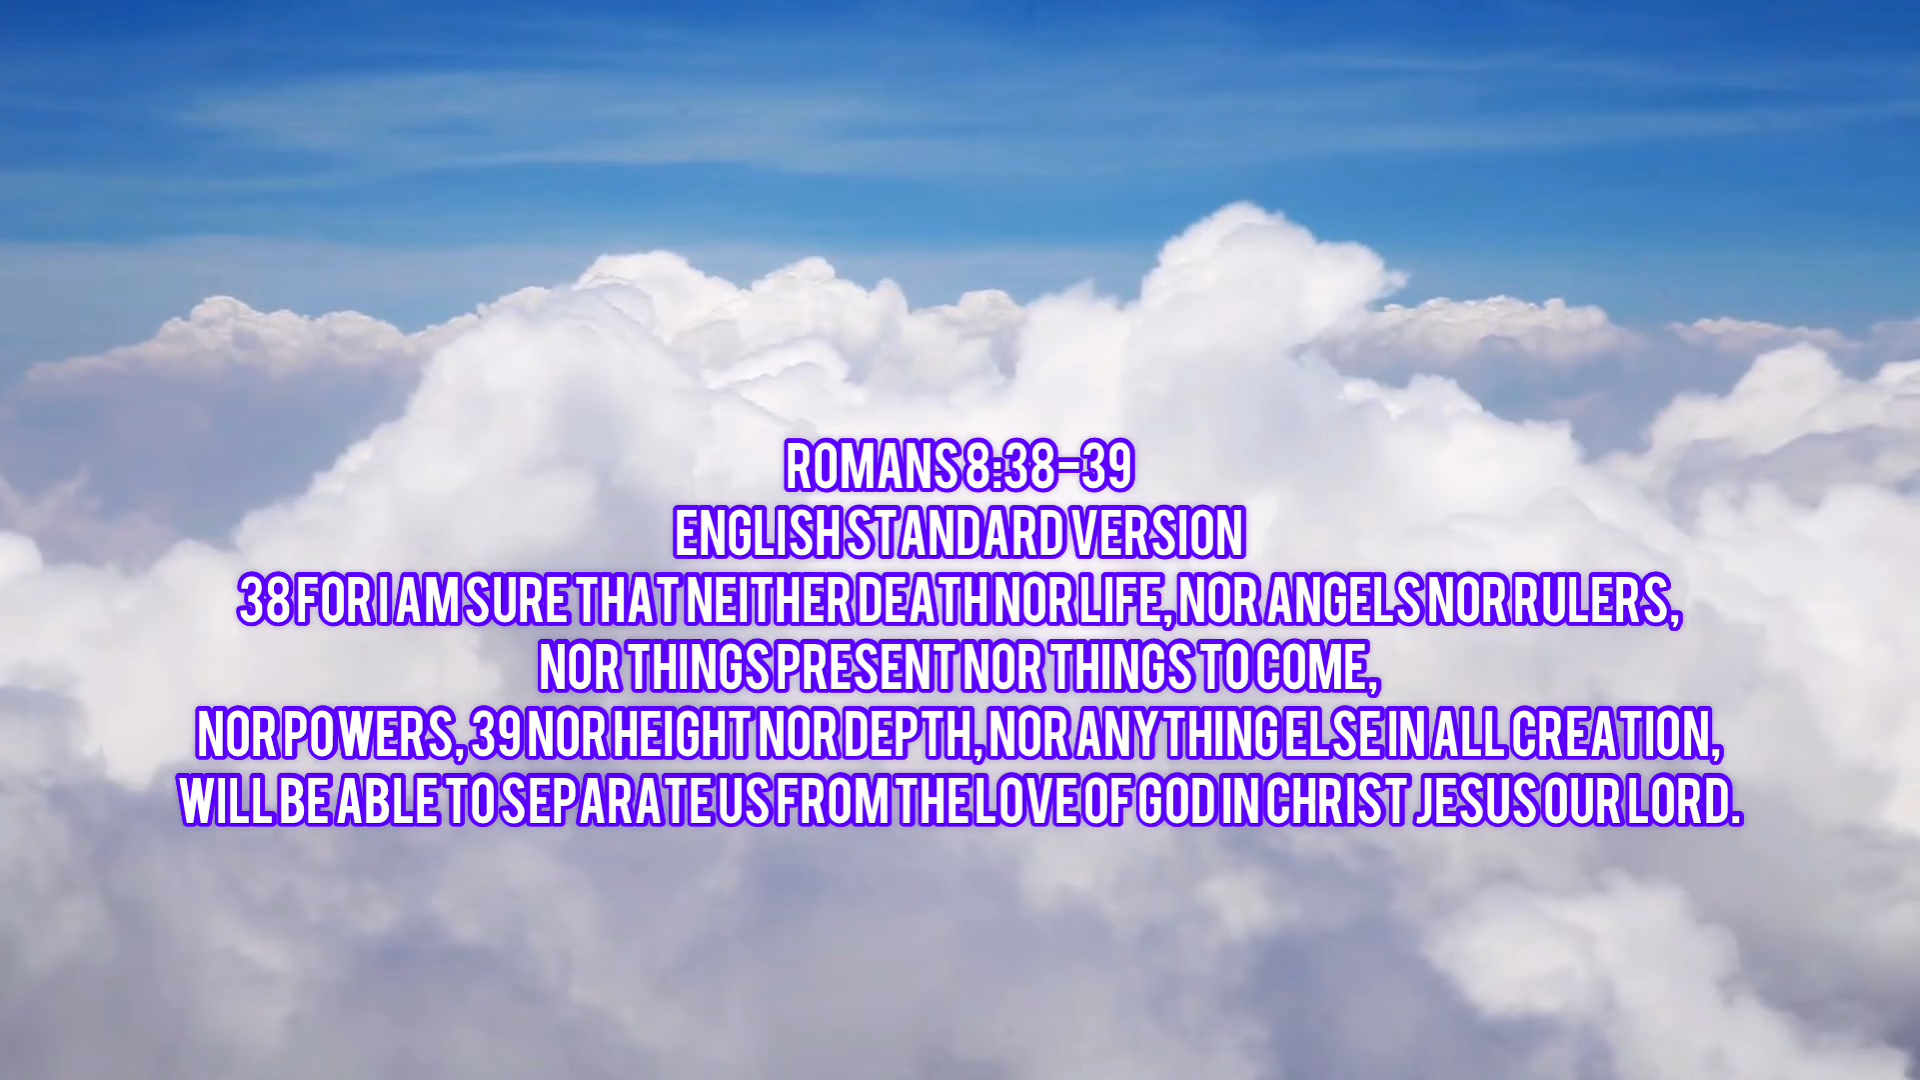 ROMANS 8:38-39
ENGLISH STANDARD VERSION
38 FOR I AM SURE THAT NEITHER DEATH NOR LIFE, NOR ANGELS NOR RULERS,
NOR THINGS PRESENT NOR THINGS TO COME,
NOR POWERS, 39 NOR HEIGHT NOR DEPTH, NOR ANYTHING ELSE IN ALL CREATION,
WILL BE ABLE TO SEPARATE US FROM THE LOVE OF GOD IN CHRIST JESUS OUR LORD.